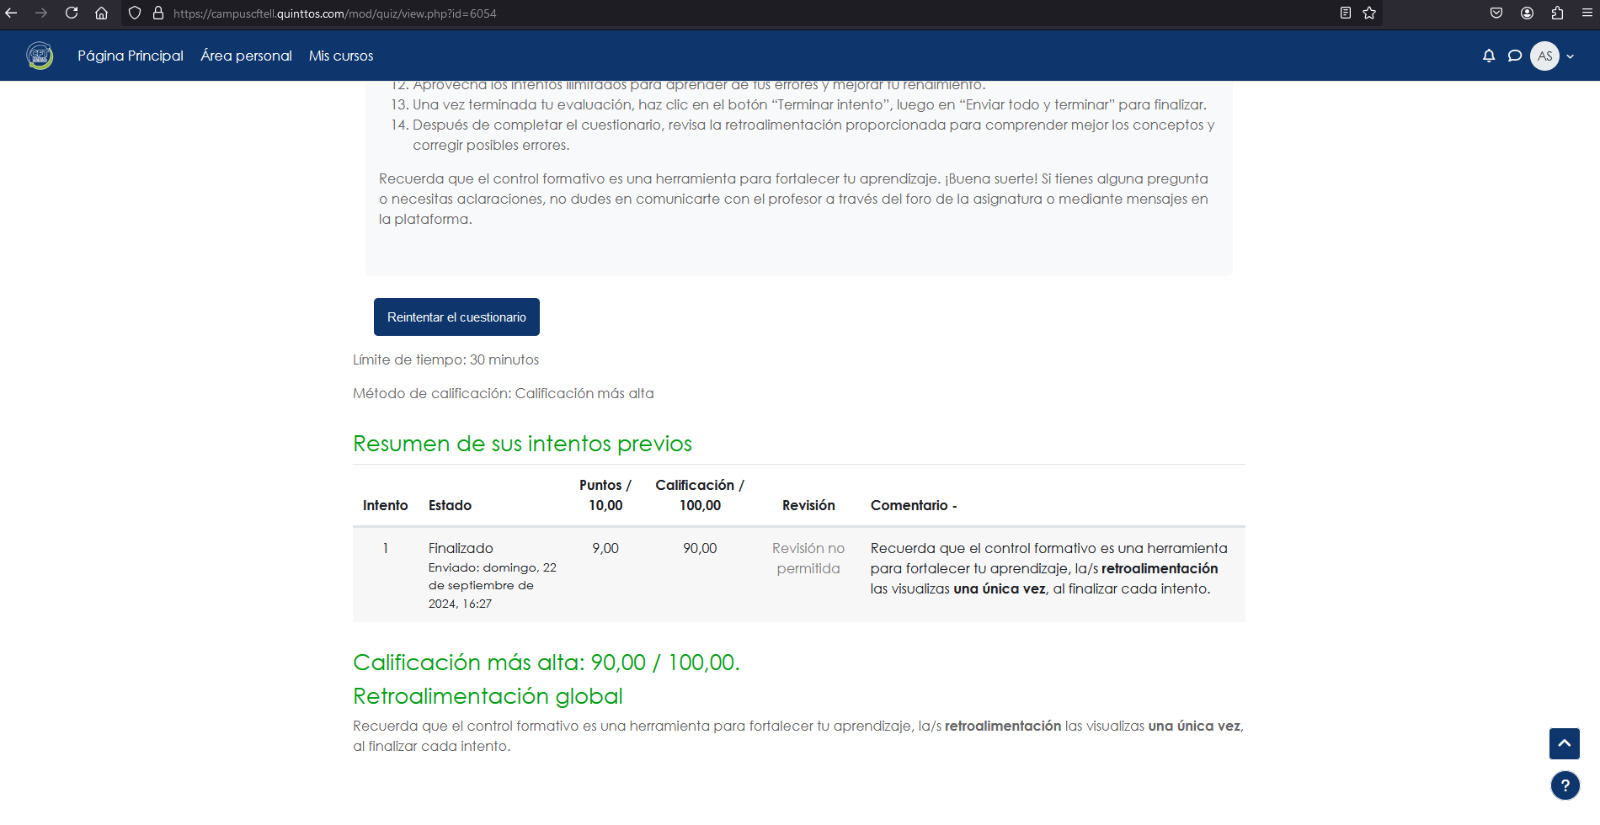 https://campuscftell.quinttos.com/mod/quiz/view.php?id=6054
Página Principal Área personal Mis cursos
AS
12. Aprovecha los intentos ilimitados para aprender de tus errores y mejorar tu rendimiento.
13. Una vez terminada tu evaluación, haz clic en el botón “Terminar intento”, luego en “Enviar todo y terminar” para finalizar.
14. Después de completar el cuestionario, revisa la retroalimentación proporcionada para comprender mejor los conceptos y
corregir posibles errores.
Recuerda que el control formativo es una herramienta para fortalecer tu aprendizaje. ¡Buena suerte! Si tienes alguna pregunta
o necesitas aclaraciones, no dudes en comunicarte con el profesor a través del foro de la asignatura o mediante mensajes en
la plataforma.
Reintentar el cuestionario
Límite de tiempo: 30 minutos
Método de calificación: Calificación más alta
Resumen de sus intentos previos
Puntos / Calificación /
Intento Estado 10,00 100,00 Revisión Comentario -
1 Finalizado 9,00 90,00 Revisión no Recuerda que el control formativo es una herramienta
Enviado: domingo, 22 permitida para fortalecer tu aprendizaje, la/s retroalimentación
de septiembre de las visualizas una única vez, al finalizar cada intento.
2024, 16:27
Calificación más alta: 90,00 / 100,00.
Retroalimentación global
Recuerda que el control formativo es una herramienta para fortalecer tu aprendizaje, la/s retroalimentación las visualizas una única vez,
al finalizar cada intento.
?